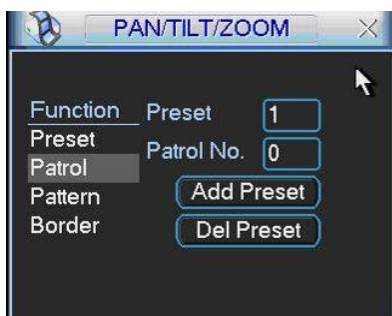 PAN/TILT/ZOOM
Function
Preset
Patrol
Pattern
Border
Preset 1
Patrol No. 0
Add Preset
Del Preset